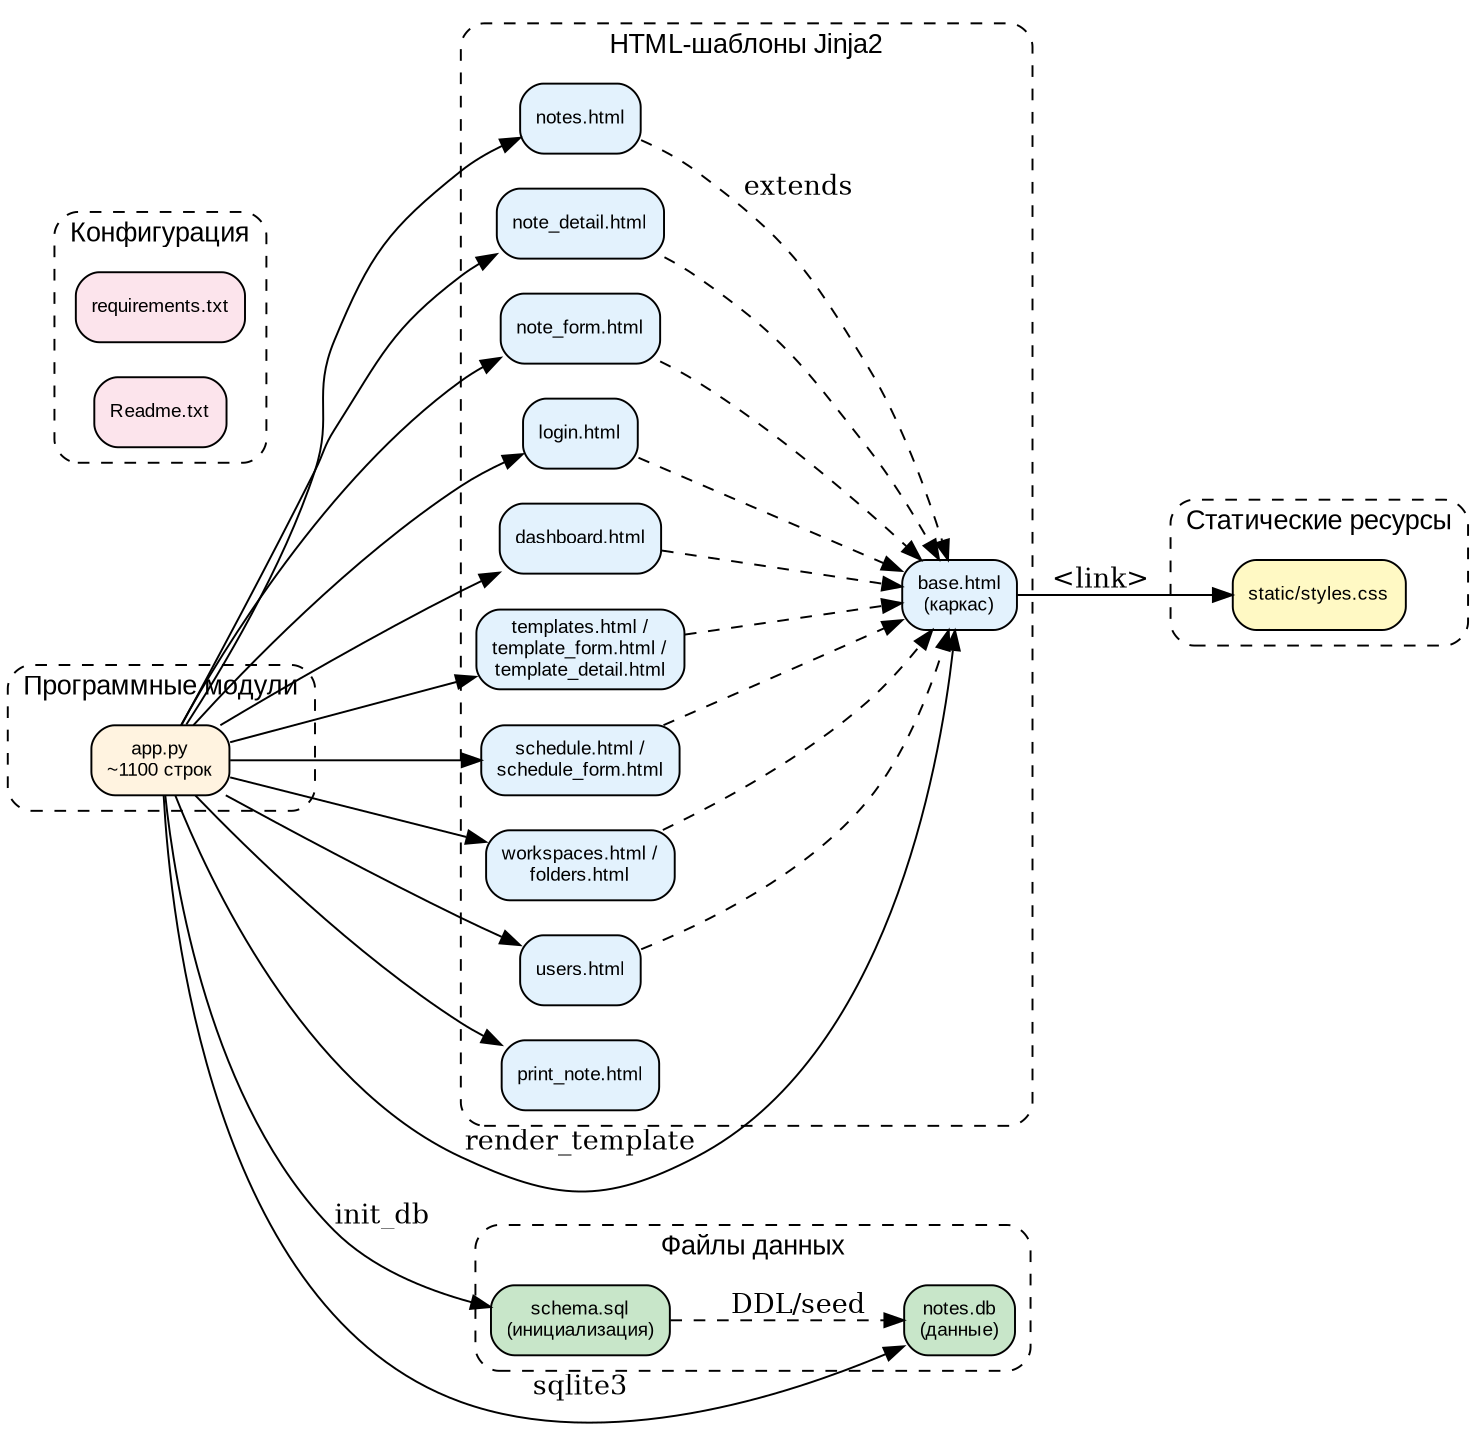 HTML-шаблоны Jinja2
notes.html
extends
note_detail.html
Конфигурация
requirements.txt
note_form.html
Readme.txt
login.html
dashboard.html
Статические ресурсы
base.html
(каркас)
<link>
static/styles.css
templates.html /
template_form.html /
template_detail.html
Программные модули
app.py
~1100 строк
schedule.html /
schedule_form.html
workspaces.html /
folders.html
users.html
print_note.html
render_template
init_db
Файлы данных
schema.sql
(инициализация)
DDL/seed
notes.db
(данные)
sqlite3